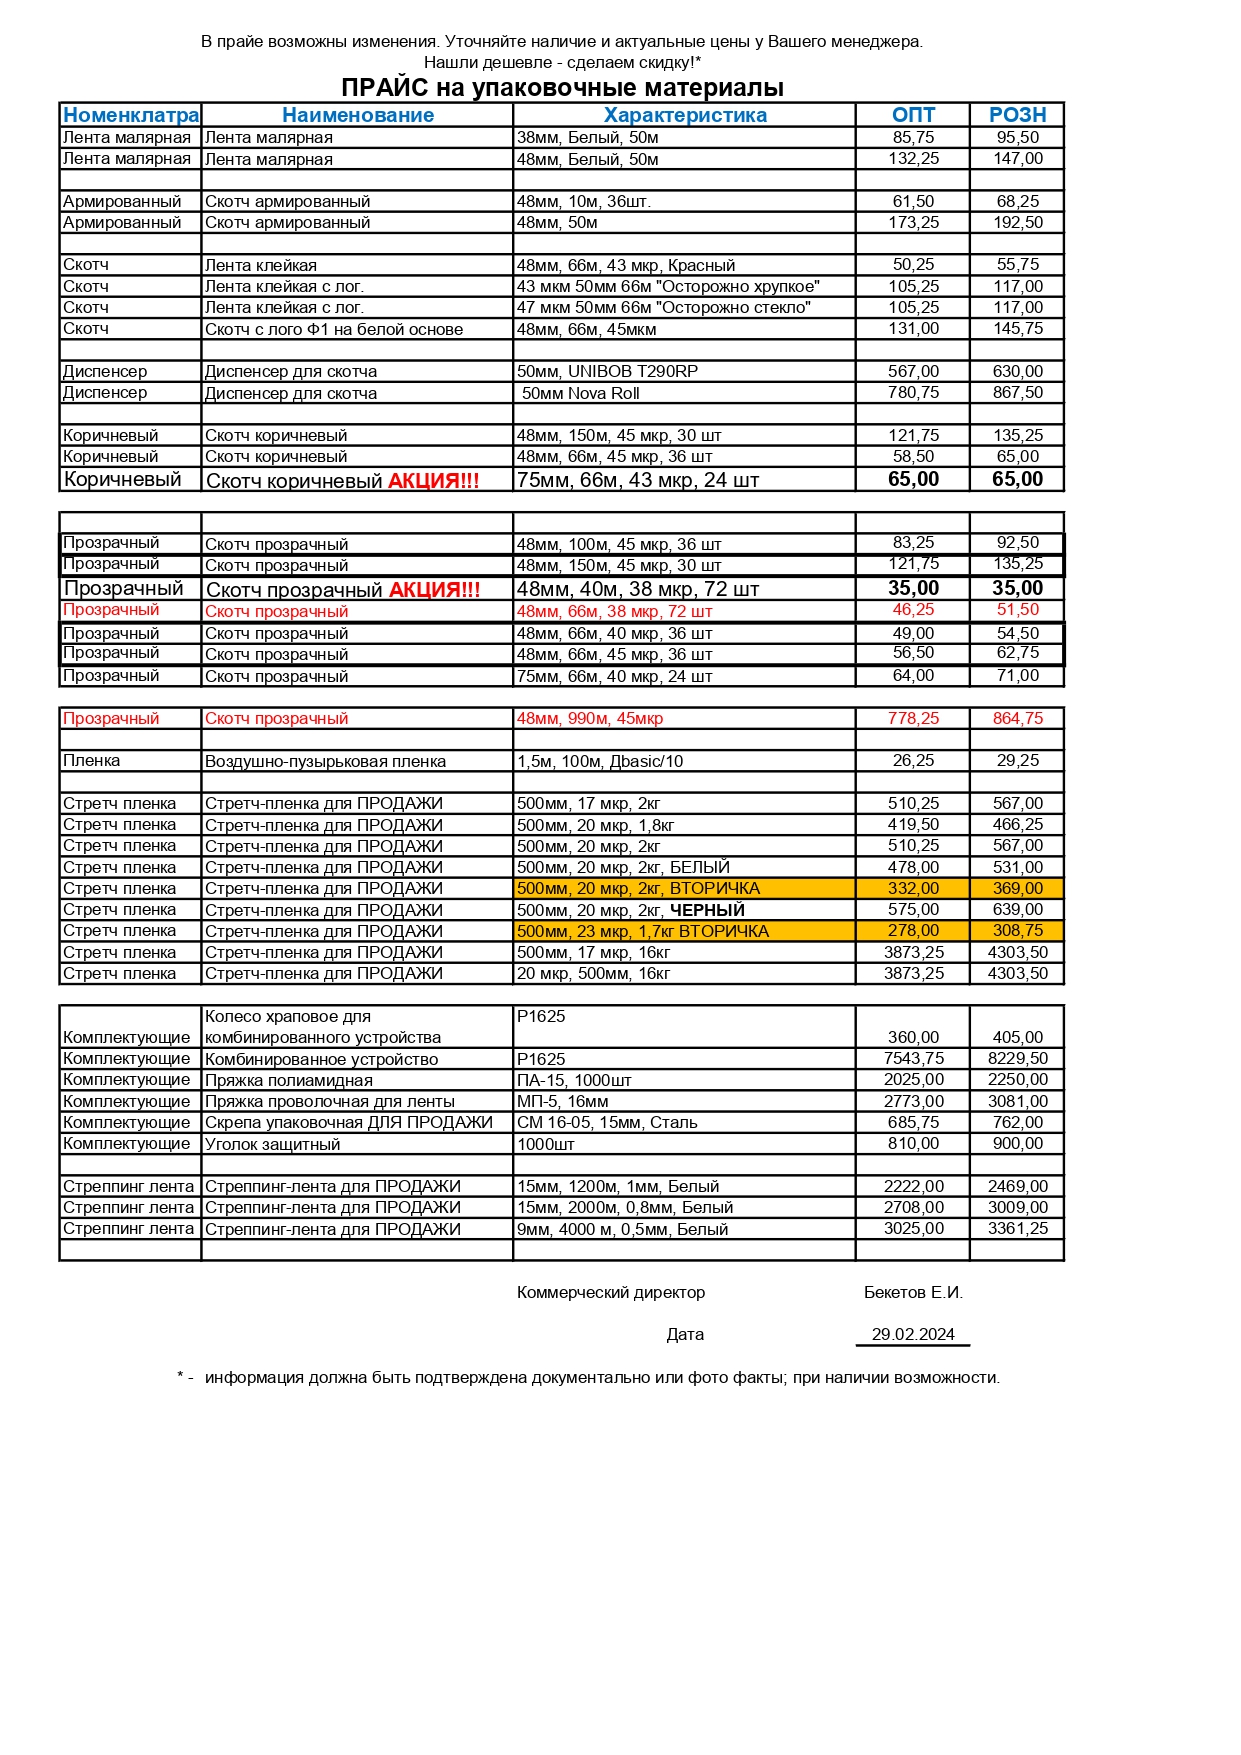 В прайе возможны изменения. Уточняйте наличие и актуальные цены у Вашего менеджера.
Нашли дешевле - сделаем скидку!*
ПРАЙС на упаковочные материалы
Номенклатра Наименование Характеристика ОПТ РОЗН
Лента малярная Лента малярная 38мм, Белый, 50м 85,75 95,50
Лента малярная Лента малярная 48мм, Белый, 50м 132,25 147,00
Армированный Скотч армированный 48мм, 10м, 36шт. 61,50 68,25
Армированный Скотч армированный 48мм, 50м 173,25 192,50
Скотч Лента клейкая 48мм, 66м, 43 мкр, Красный 50,25 55,75
Скотч Лента клейкая с лог. 43 мкм 50мм 66м "Осторожно хрупкое" 105,25 117,00
Скотч Лента клейкая с лог. 47 мкм 50мм 66м "Осторожно стекло" 105,25 117,00
Скотч Скотч с лого Ф1 на белой основе 48мм, 66м, 45мкм 131,00 145,75
Диспенсер Диспенсер для скотча 50мм, UNIBOB T290RP 567,00 630,00
Диспенсер Диспенсер для скотча 50мм Nova Roll 780,75 867,50
Коричневый Скотч коричневый 48мм, 150м, 45 мкр, 30 шт 121,75 135,25
Коричневый Скотч коричневый 48мм, 66м, 45 мкр, 36 шт 58,50 65,00
Коричневый Скотч коричневый АКЦИЯ!!! 75мм, 66м, 43 мкр, 24 шт 65,00 65,00
Прозрачный Скотч прозрачный 48мм, 100м, 45 мкр, 36 шт 83,25 92,50
Прозрачный Скотч прозрачный 48мм, 150м, 45 мкр, 30 шт 121,75 135,25
Прозрачный Скотч прозрачный АКЦИЯ!!! 48мм, 40м, 38 мкр, 72 шт 35,00 35,00
Прозрачный Скотч прозрачный 48мм, 66м, 38 мкр, 72 шт 46,25 51,50
Прозрачный Скотч прозрачный 48мм, 66м, 40 мкр, 36 шт 49,00 54,50
Прозрачный Скотч прозрачный 48мм, 66м, 45 мкр, 36 шт 56,50 62,75
Прозрачный Скотч прозрачный 75мм, 66м, 40 мкр, 24 шт 64,00 71,00
Прозрачный Скотч прозрачный 48мм, 990м, 45мкр 778,25 864,75
Пленка Воздушно-пузырьковая пленка 1,5м, 100м, Дbasic/10 26,25 29,25
Стретч пленка Стретч-пленка для ПРОДАЖИ 500мм, 17 мкр, 2кг 510,25 567,00
Стретч пленка Стретч-пленка для ПРОДАЖИ 500мм, 20 мкр, 1,8кг 419,50 466,25
Стретч пленка Стретч-пленка для ПРОДАЖИ 500мм, 20 мкр, 2кг 510,25 567,00
Стретч пленка Стретч-пленка для ПРОДАЖИ 500мм, 20 мкр, 2кг, БЕЛЫЙ 478,00 531,00
Стретч пленка Стретч-пленка для ПРОДАЖИ 500мм, 20 мкр, 2кг, ВТОРИЧКА 332,00 369,00
Стретч пленка Стретч-пленка для ПРОДАЖИ 500мм, 20 мкр, 2кг, ЧЕРНЫЙ 575,00 639,00
Стретч пленка Стретч-пленка для ПРОДАЖИ 500мм, 23 мкр, 1,7кг ВТОРИЧКА 278,00 308,75
Стретч пленка Стретч-пленка для ПРОДАЖИ 500мм, 17 мкр, 16кг 3873,25 4303,50
Стретч пленка Стретч-пленка для ПРОДАЖИ 20 мкр, 500мм, 16кг 3873,25 4303,50
Колесо храповое для P1625
Комплектующие комбинированного устройства 360,00 405,00
Комплектующие Комбинированное устройство P1625 7543,75 8229,50
Комплектующие Пряжка полиамидная ПА-15, 1000шт 2025,00 2250,00
Комплектующие Пряжка проволочная для ленты МП-5, 16мм 2773,00 3081,00
Комплектующие Скрепа упаковочная ДЛЯ ПРОДАЖИ СМ 16-05, 15мм, Сталь 685,75 762,00
Комплектующие Уголок защитный 1000шт 810,00 900,00
Стреппинг лента Стреппинг-лента для ПРОДАЖИ 15мм, 1200м, 1мм, Белый 2222,00 2469,00
Стреппинг лента Стреппинг-лента для ПРОДАЖИ 15мм, 2000м, 0,8мм, Белый 2708,00 3009,00
Стреппинг лента Стреппинг-лента для ПРОДАЖИ 9мм, 4000 м, 0,5мм, Белый 3025,00 3361,25
Коммерческий директор Бекетов Е.И.
Дата 29.02.2024
* - информация должна быть подтверждена документально или фото факты; при наличии возможности.